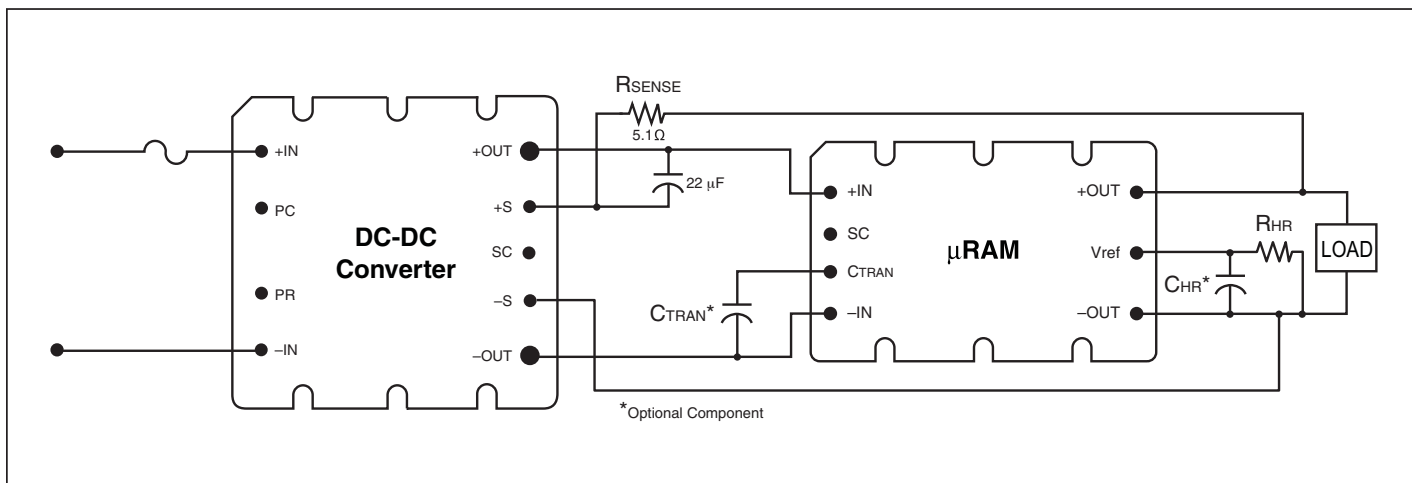 RSENSE
5.1Ω
+IN
PC
PR
–IN
DC-DC
Converter
+OUT
+S
SC
–S
–OUT
22 μF
CTRAN*
+IN
SC
CTRAN
–IN
μRAM
+OUT
Vref
–OUT
RHR
CHR*
LOAD
*Optional Component